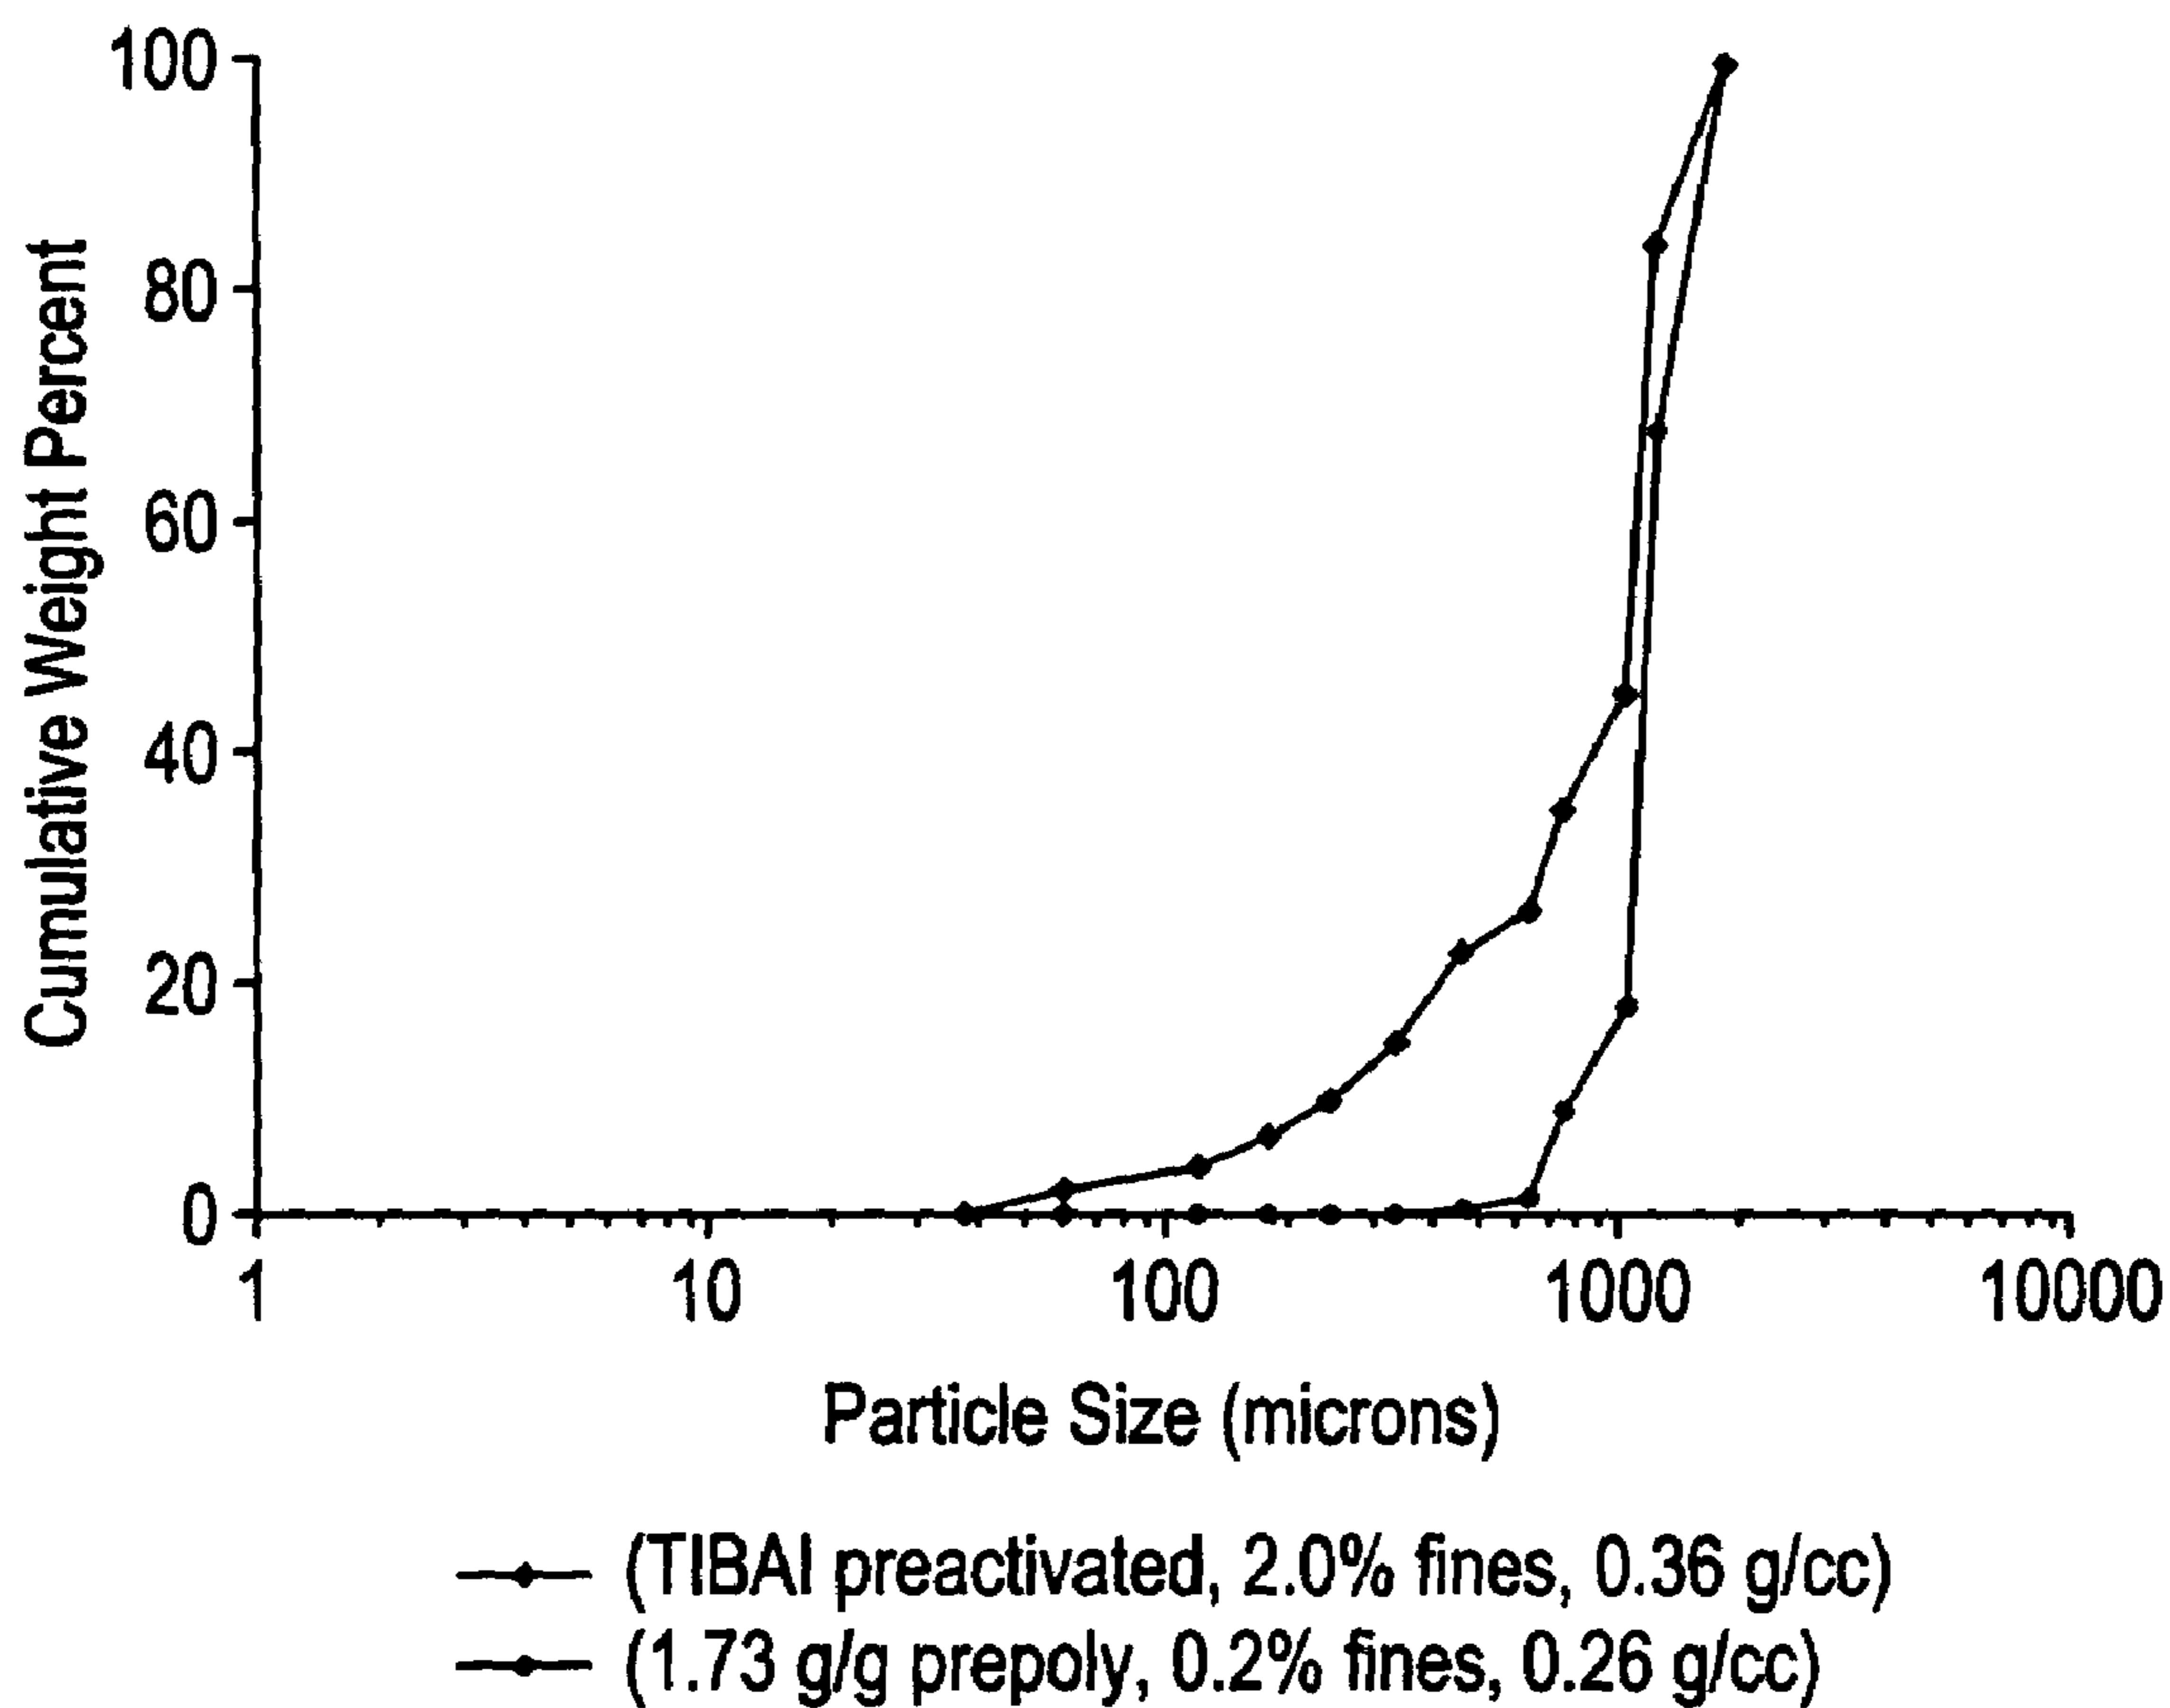 100
80
60
40
20
0
Cumulative Weight Percent
1 10 100 1000 10000
Particle Size (microns)
(TIBAl preactivated, 2.0% fines, 0.36 g/cc)
(1.73 g/g prepoly, 0.2% fines, 0.26 g/cc)